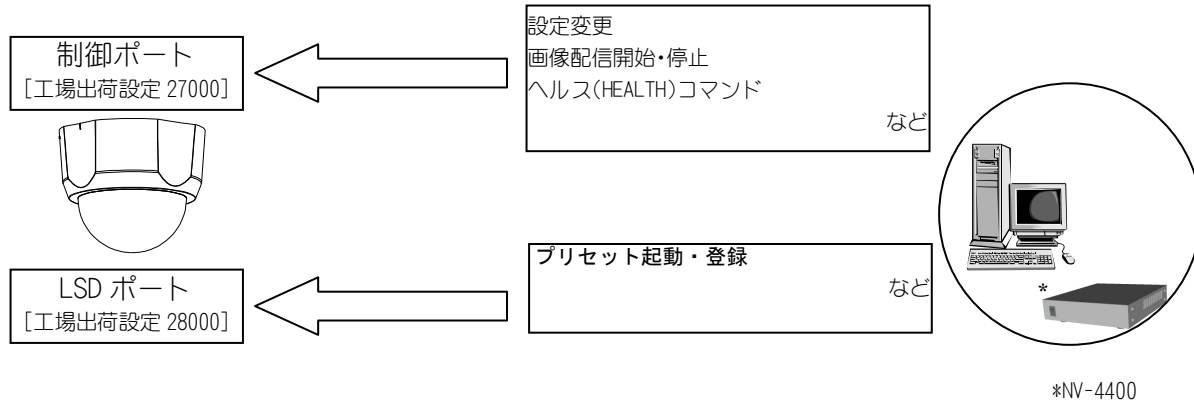 制御ポート
[工場出荷設定 27000]
設定変更
画像配信開始・停止
ヘルス(HEALTH)コマンド
など
LSD ポート
[工場出荷設定 28000]
プリセット起動・登録
など
*
*NV-4400